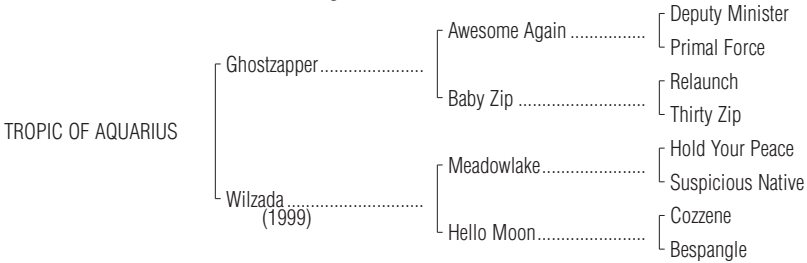 Deputy Minister
Awesome Again ................
Primal Force
Ghostzapper......................
Relaunch
Baby Zip ...........................
Thirty Zip
TROPIC OF AQUARIUS
Hold Your Peace
Meadowlake......................
Suspicious Native
Wilzada.............................
(1999)
Cozzene
Hello Moon.......................
Bespangle